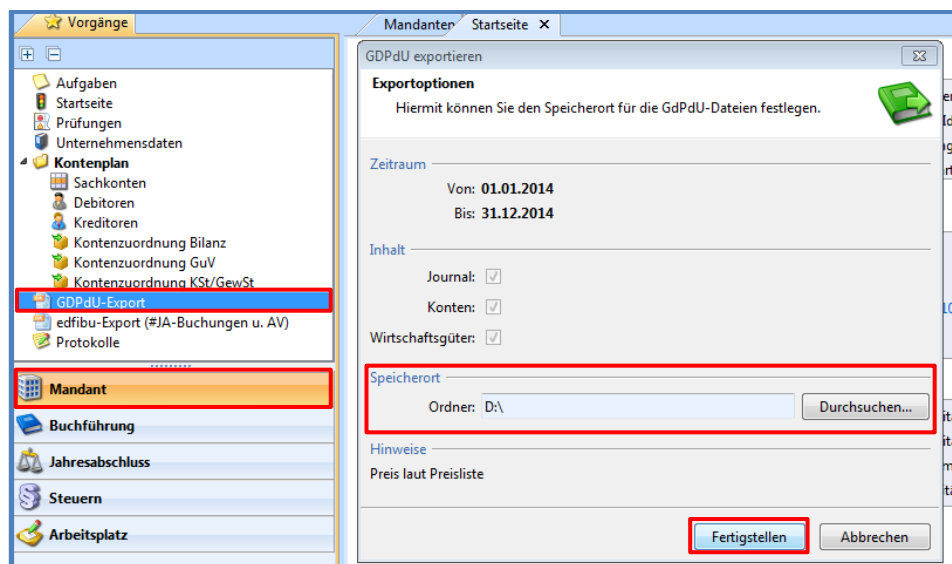 Vorgänge
Aufgaben
Startseite
Prüfungen
Unternehmensdaten
Kontenplan
Sachkonten
Debitoren
Kreditoren
Kontenzuordnung Bilanz
Kontenzuordnung GuV
Kontenzuordnung KSt/GewSt
GDPdU-Export
edfibu-Export (#JA-Buchungen u. AV)
Protokolle
Mandant
Buchführung
Jahresabschluss
Steuern
Arbeitsplatz
Mandanten Startseite
GDPdU exportieren
Exportoptionen
Hiermit können Sie den Speicherort für die GdPdU-Dateien festlegen.
Zeitraum
Von: 01.01.2014
Bis: 31.12.2014
Inhalt
Journal:
Konten:
Wirtschaftsgüter:
Speicherort
Ordner: D:\ Durchsuchen...
Hinweise
Preis laut Preisliste
Fertigstellen Abbrechen